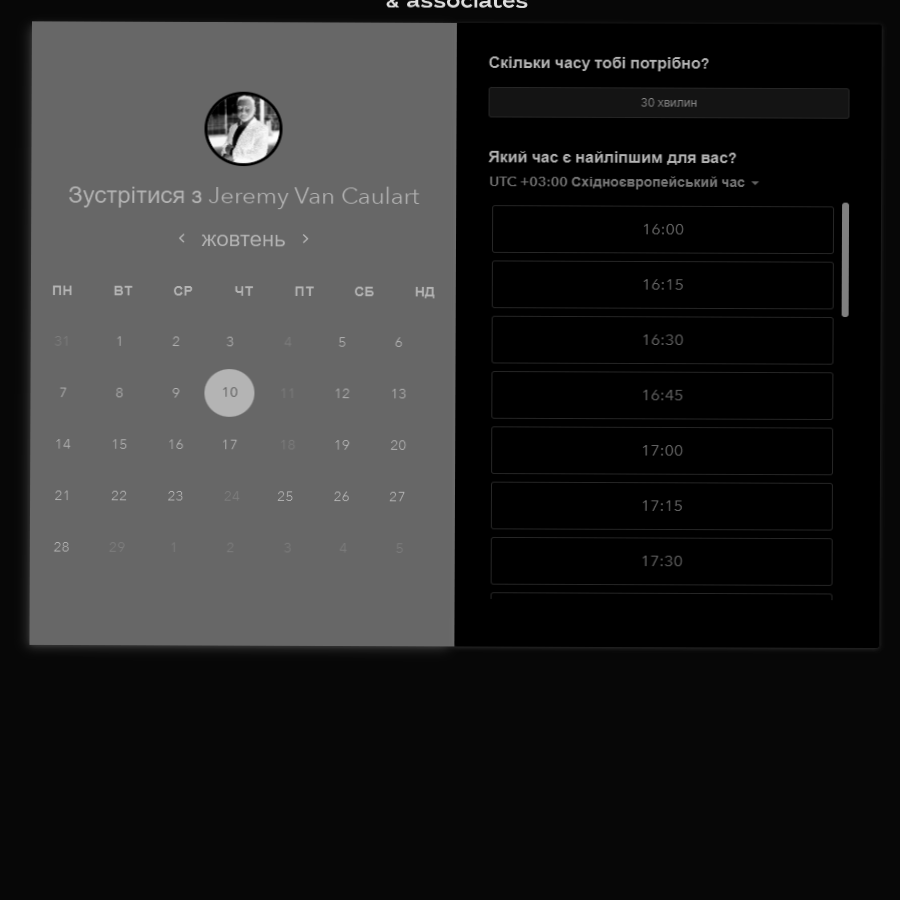 & associates
Зустрітися з Jeremy Van Caulart
жовтень
ПН ВТ СР ЧТ ПТ СБ НД
31 1 2 3 4 5 6
7 8 9 10 11 12 13
14 15 16 17 18 19 20
21 22 23 24 25 26 27
28 29 1 2 3 4 5
Скільки часу тобі потрібно?
30 хвилин
Який час є найліпшим для вас?
UTC +03:00 Східноєвропейський час
16:00
16:15
16:30
16:45
17:00
17:15
17:30